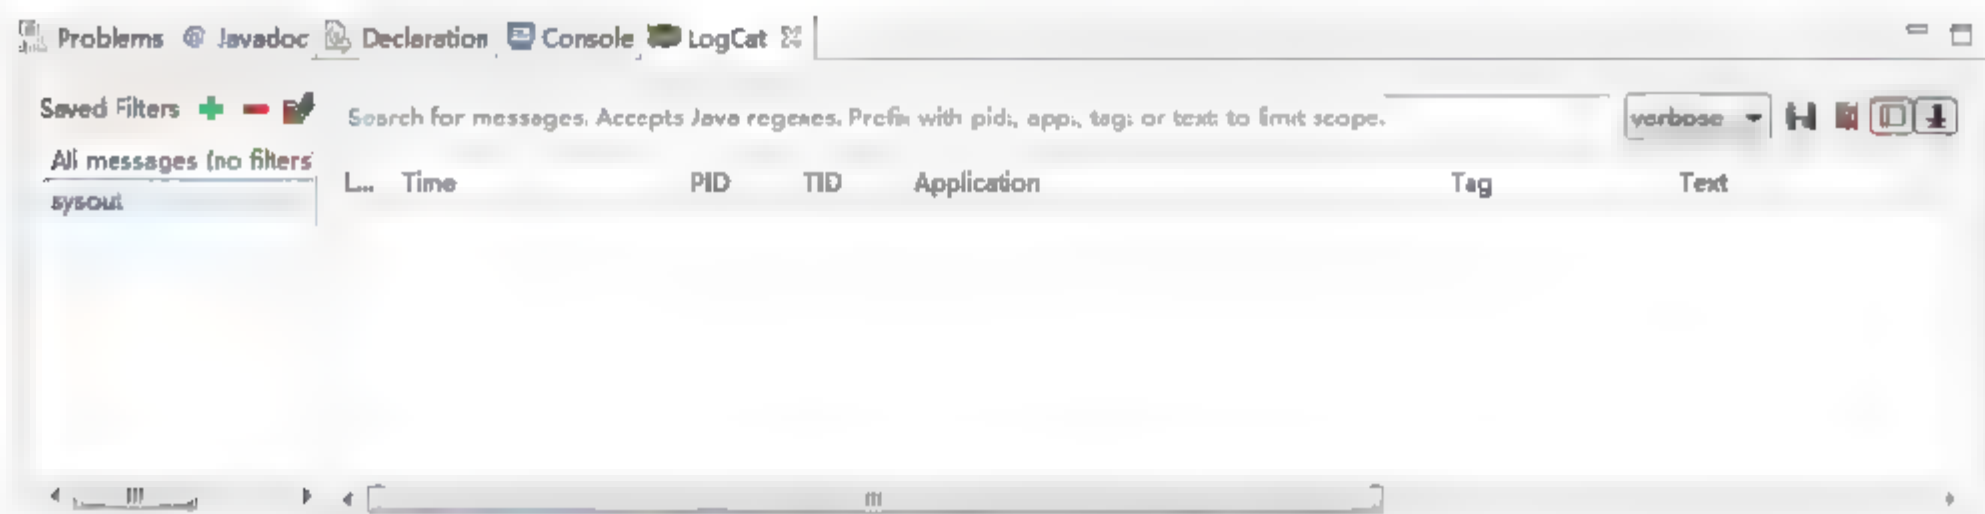 Problems @ Javadoc Declaration Console LogCat
Saved Filters
Search for messages. Accepts Java regexes. Prefix with pid:, app:, tag: or text: to limit scope.
verbose
All messages (no filters
sysout
L... Time PID TID Application Tag Text